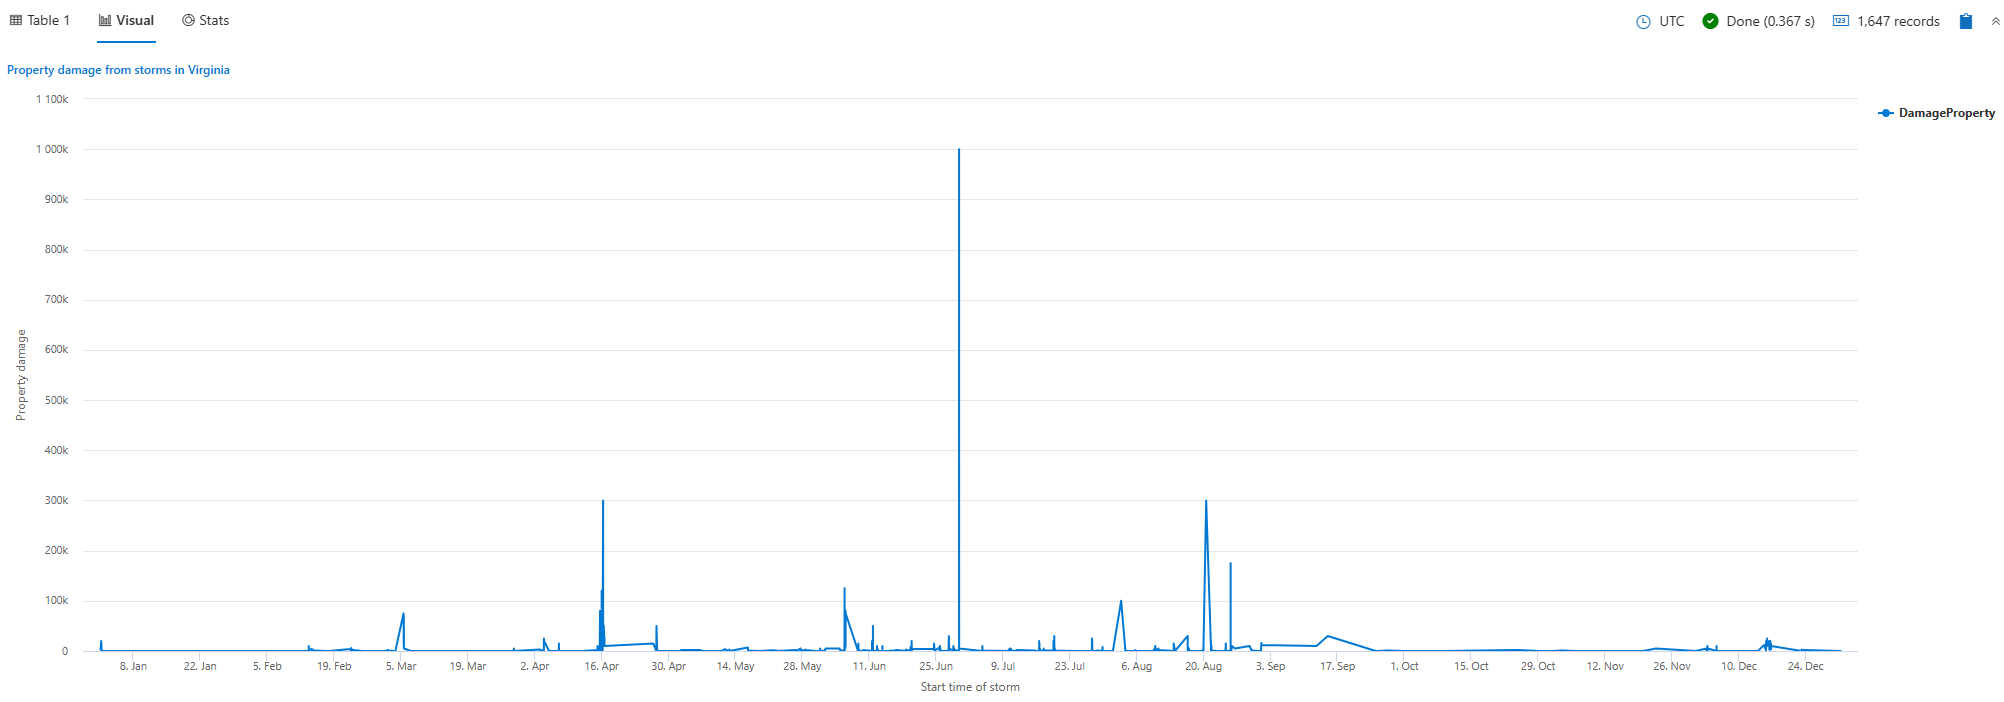 Table 1 Visual Stats UTC Done (0.367 s) 123 1,647 records
Property damage from storms in Virginia
1 100k
1 000k
900k
800k
700k
600k
500k
400k
300k
200k
100k
0
Property damage
DamageProperty
8. Jan 22. Jan 5. Feb 19. Feb 5. Mar 19. Mar 2. Apr 16. Apr 30. Apr 14. May 28. May 11. Jun 25. Jun 9. Jul 23. Jul 6. Aug 20. Aug 3. Sep 17. Sep 1. Oct 15. Oct 29. Oct 12. Nov 26. Nov 10. Dec 24. Dec
Start time of storm